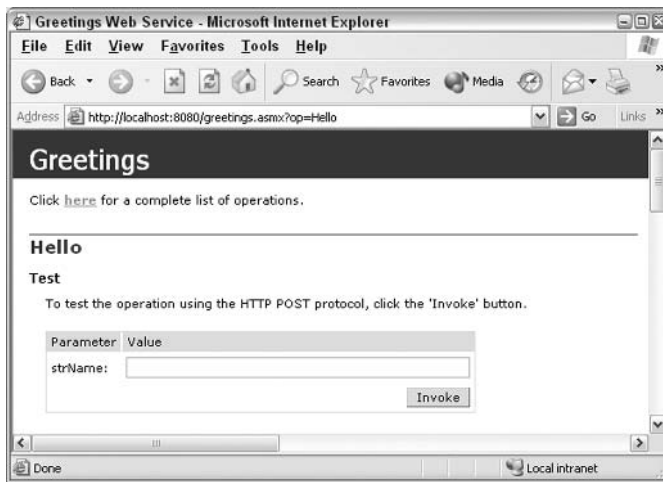 Greetings Web Service - Microsoft Internet Explorer
File Edit View Favorites Tools Help
Back Search Favorites Media »
Address http://localhost:8080/greetings.asmx?op=Hello Go Links »
Greetings
Click here for a complete list of operations.
Hello
Test
To test the operation using the HTTP POST protocol, click the 'Invoke' button.
Parameter Value
strName:
Invoke
Done Local intranet